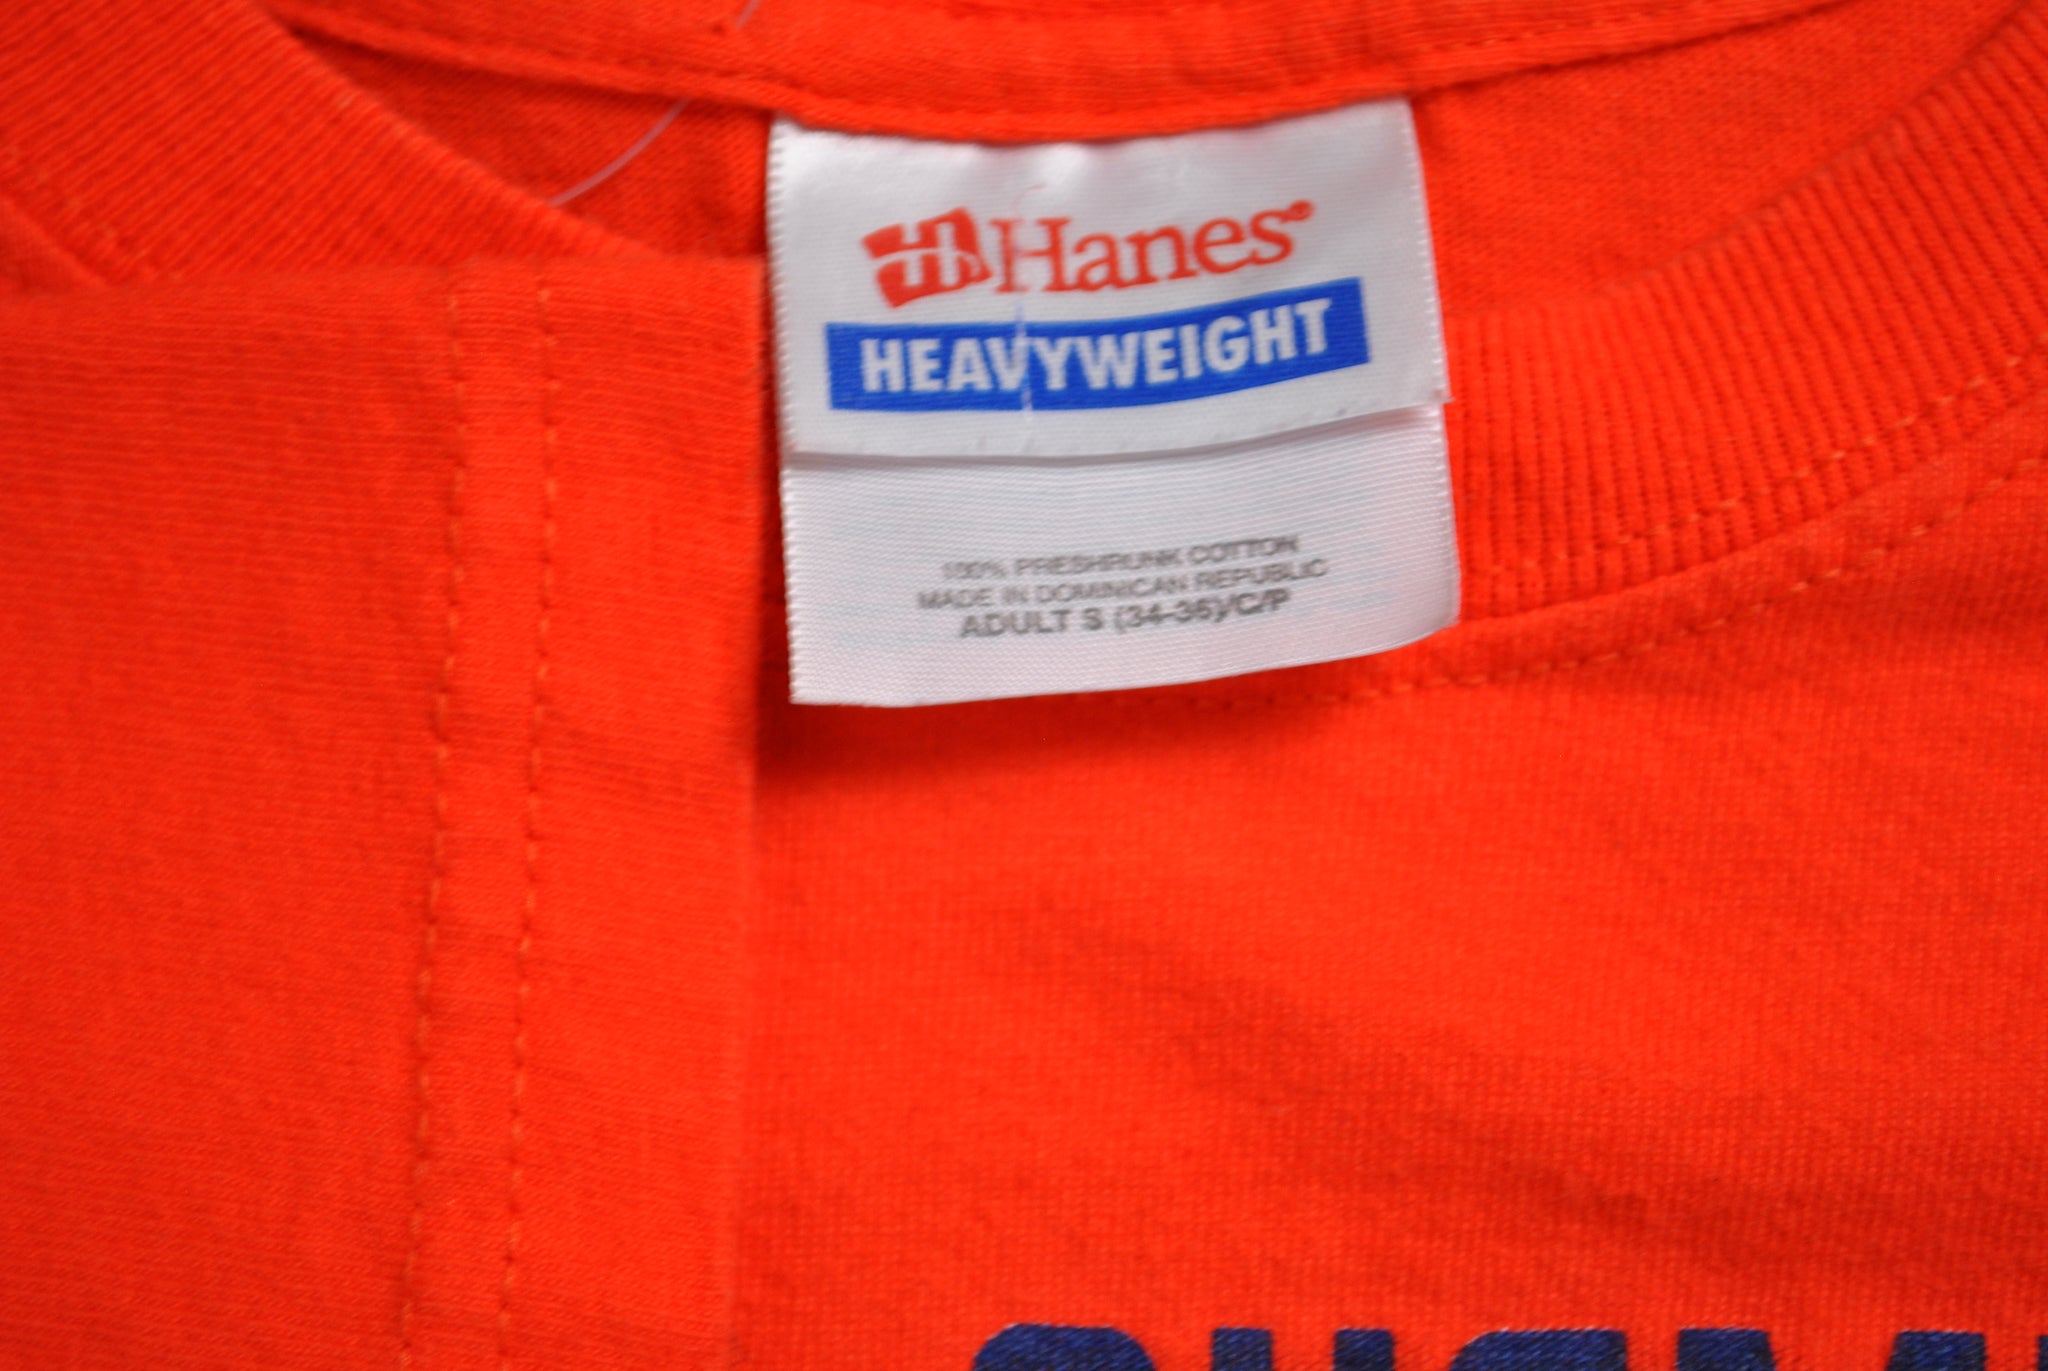 Hanes®
HEAVYWEIGHT
100% PRESHRUNK COTTON
MADE IN DOMINICAN REPUBLIC
ADULT S (34-36)/C/P